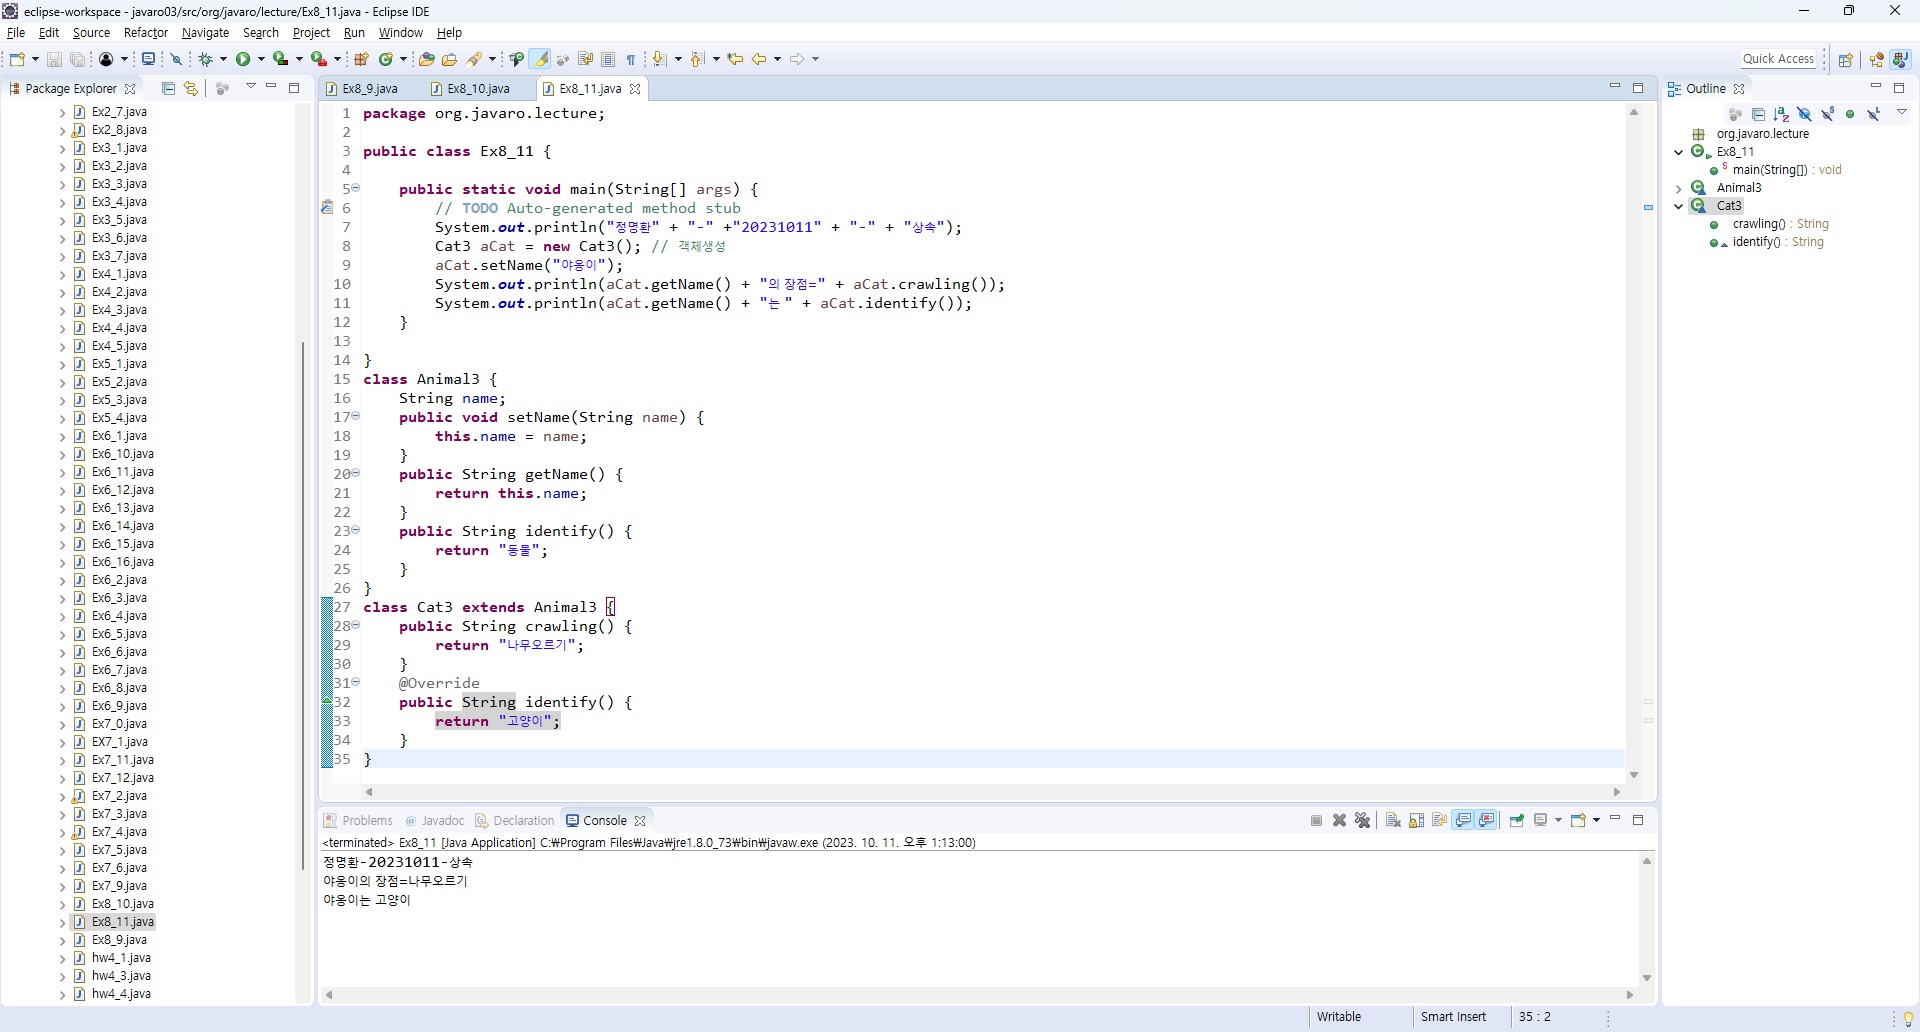 eclipse-workspace - javaro03/src/org/javaro/lecture/Ex8_11.java - Eclipse IDE
File Edit Source Refactor Navigate Search Project Run Window Help
Quick Access
Package Explorer
Ex2_7.java
Ex2_8.java
Ex3_1.java
Ex3_2.java
Ex3_3.java
Ex3_4.java
Ex3_5.java
Ex3_6.java
Ex3_7.java
Ex4_1.java
Ex4_2.java
Ex4_3.java
Ex4_4.java
Ex4_5.java
Ex5_1.java
Ex5_2.java
Ex5_3.java
Ex5_4.java
Ex6_1.java
Ex6_10.java
Ex6_11.java
Ex6_12.java
Ex6_13.java
Ex6_14.java
Ex6_15.java
Ex6_16.java
Ex6_2.java
Ex6_3.java
Ex6_4.java
Ex6_5.java
Ex6_6.java
Ex6_7.java
Ex6_8.java
Ex6_9.java
Ex7_0.java
EX7_1.java
Ex7_11.java
Ex7_12.java
Ex7_2.java
Ex7_3.java
Ex7_4.java
Ex7_5.java
Ex7_6.java
Ex7_9.java
Ex8_10.java
Ex8_11.java
Ex8_9.java
hw4_1.java
hw4_3.java
hw4_4.java
Ex8_9.java Ex8_10.java Ex8_11.java
1 package org.javaro.lecture;
2
3 public class Ex8_11 {
4
5 public static void main(String[] args) {
6 // TODO Auto-generated method stub
7 System.out.println("정명환" + "-" +"20231011" + "-" + "상속");
8 Cat3 aCat = new Cat3(); // 객체생성
9 aCat.setName("야옹이");
10 System.out.println(aCat.getName() + "의 장점=" + aCat.crawling());
11 System.out.println(aCat.getName() + "는 " + aCat.identify());
12 }
13
14 }
15 class Animal3 {
16 String name;
17 public void setName(String name) {
18 this.name = name;
19 }
20 public String getName() {
21 return this.name;
22 }
23 public String identify() {
24 return "동물";
25 }
26 }
27 class Cat3 extends Animal3 {
28 public String crawling() {
29 return "나무오르기";
30 }
31 @Override
32 public String identify() {
33 return "고양이";
34 }
35 }
Problems @ Javadoc Declaration Console
<terminated> Ex8_11 [Java Application] C:₩Program Files₩Java₩jre1.8.0_73₩bin₩javaw.exe (2023. 10. 11. 오후 1:13:00)
정명환-20231011-상속
야옹이의 장점=나무오르기
야옹이는 고양이
Outline
org.javaro.lecture
Ex8_11
main(String[]) : void
Animal3
Cat3
crawling() : String
identify() : String
Writable Smart Insert 35 : 2